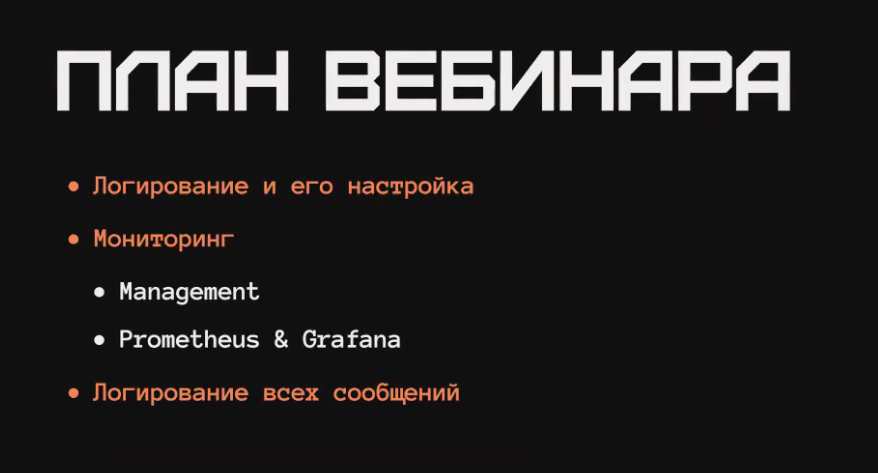 ПЛАН ВЕБИНАРА
• Логирование и его настройка
• Мониторинг
• Management
• Prometheus & Grafana
• Логирование всех сообщений